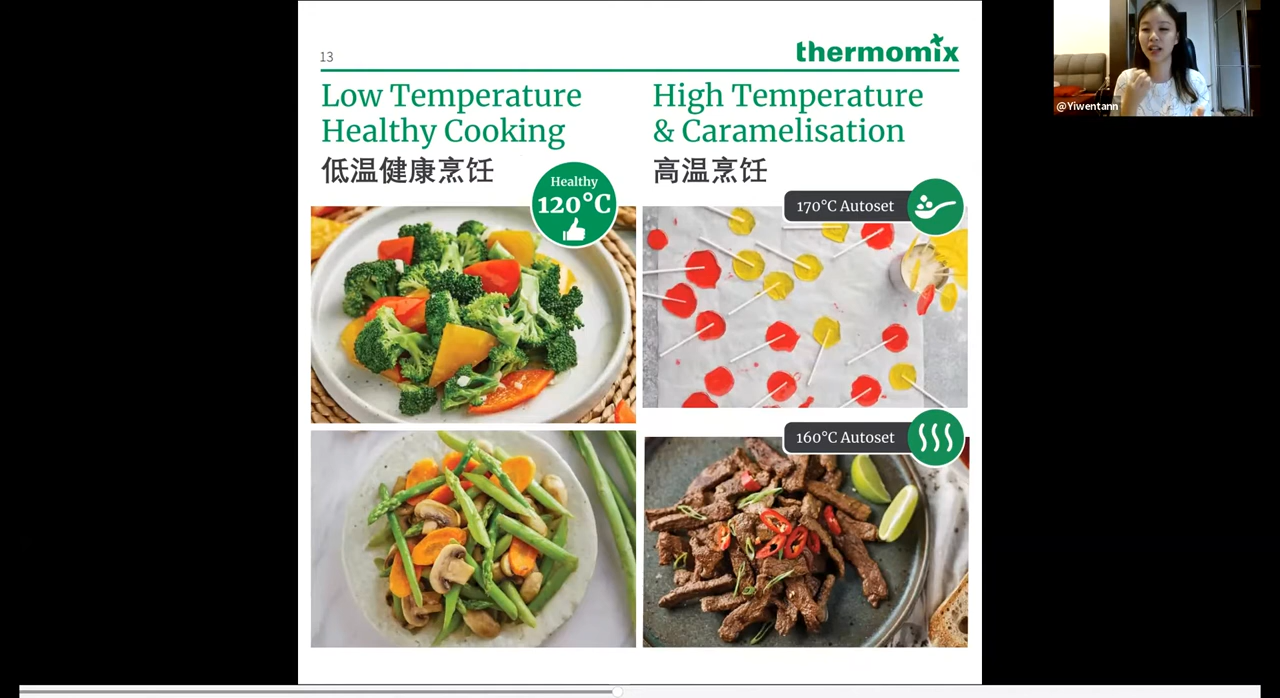 13
thermomix
Low Temperature
Healthy Cooking
低温健康烹饪
Healthy
120°C
High Temperature
& Caramelisation
高温烹饪
170°C Autoset
160°C Autoset
@Yiwentann